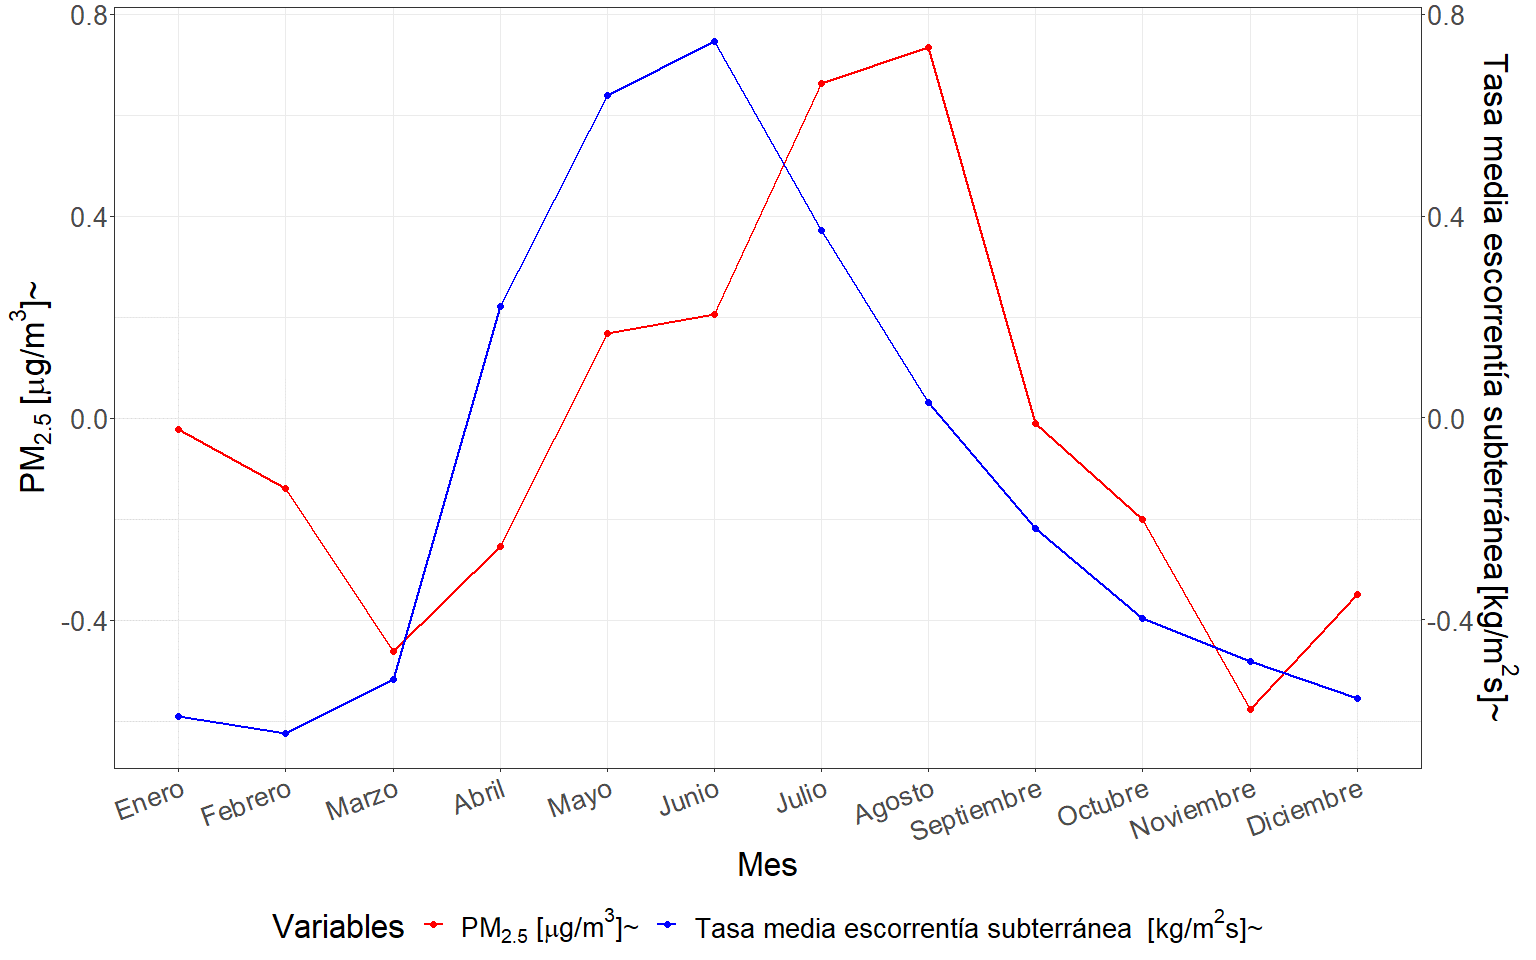 0.8
0.4
0.0
-0.4
PM2.5 [µg/m3]~
0.8
0.4
0.0
-0.4
Tasa media escorrentía subterránea [kg/m2s]~
Enero Febrero Marzo Abril Mayo Junio Julio Agosto Septiembre Octubre Noviembre Diciembre
Mes
Variables PM2.5 [µg/m3]~ Tasa media escorrentía subterránea [kg/m2s]~